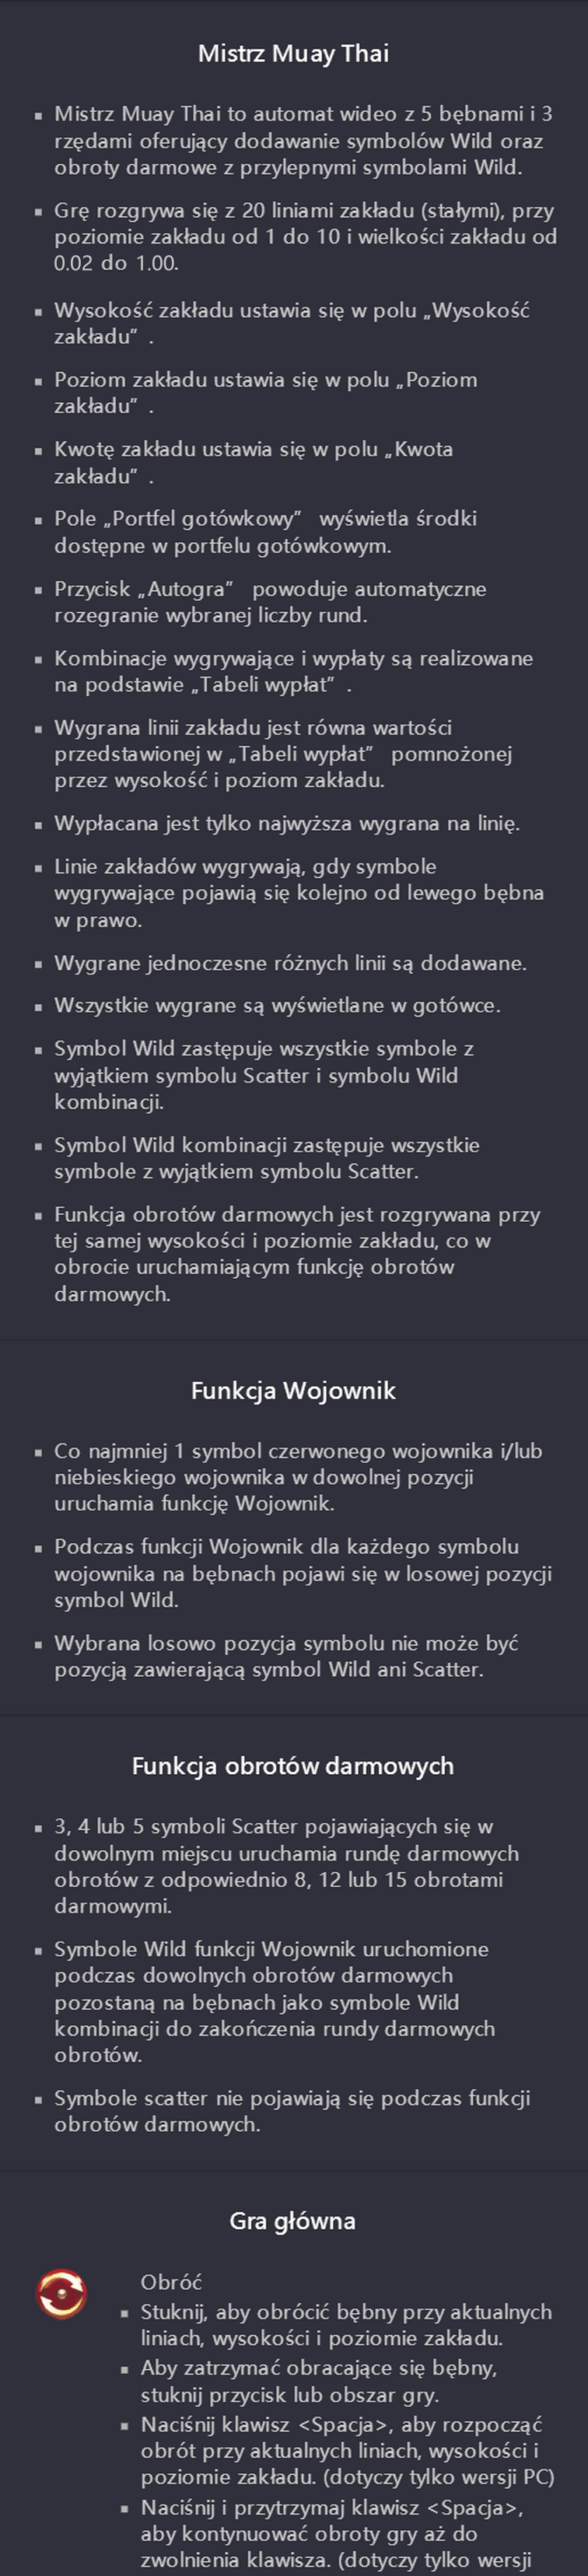 Mistrz Muay Thai
▪ Mistrz Muay Thai to automat wideo z 5 bębnami i 3
rzędami oferujący dodawanie symbolów Wild oraz
obroty darmowe z przylepnymi symbolami Wild.
▪ Grę rozgrywa się z 20 liniami zakładu (stałymi), przy
poziomie zakładu od 1 do 10 i wielkości zakładu od
0.02 do 1.00.
▪ Wysokość zakładu ustawia się w polu „Wysokość
zakładu” .
▪ Poziom zakładu ustawia się w polu „Poziom
zakładu” .
▪ Kwotę zakładu ustawia się w polu „Kwota
zakładu” .
▪ Pole „Portfel gotówkowy” wyświetla środki
dostępne w portfelu gotówkowym.
▪ Przycisk „Autogra” powoduje automatyczne
rozegranie wybranej liczby rund.
▪ Kombinacje wygrywające i wypłaty są realizowane
na podstawie „Tabeli wypłat” .
▪ Wygrana linii zakładu jest równa wartości
przedstawionej w „Tabeli wypłat” pomnożonej
przez wysokość i poziom zakładu.
▪ Wypłacana jest tylko najwyższa wygrana na linię.
▪ Linie zakładów wygrywają, gdy symbole
wygrywające pojawią się kolejno od lewego bębna
w prawo.
▪ Wygrane jednoczesne różnych linii są dodawane.
▪ Wszystkie wygrane są wyświetlane w gotówce.
▪ Symbol Wild zastępuje wszystkie symbole z
wyjątkiem symbolu Scatter i symbolu Wild
kombinacji.
▪ Symbol Wild kombinacji zastępuje wszystkie
symbole z wyjątkiem symbolu Scatter.
▪ Funkcja obrotów darmowych jest rozgrywana przy
tej samej wysokości i poziomie zakładu, co w
obrocie uruchamiającym funkcję obrotów
darmowych.
Funkcja Wojownik
▪ Co najmniej 1 symbol czerwonego wojownika i/lub
niebieskiego wojownika w dowolnej pozycji
uruchamia funkcję Wojownik.
▪ Podczas funkcji Wojownik dla każdego symbolu
wojownika na bębnach pojawi się w losowej pozycji
symbol Wild.
▪ Wybrana losowo pozycja symbolu nie może być
pozycją zawierającą symbol Wild ani Scatter.
Funkcja obrotów darmowych
▪ 3, 4 lub 5 symboli Scatter pojawiających się w
dowolnym miejscu uruchamia rundę darmowych
obrotów z odpowiednio 8, 12 lub 15 obrotami
darmowymi.
▪ Symbole Wild funkcji Wojownik uruchomione
podczas dowolnych obrotów darmowych
pozostaną na bębnach jako symbole Wild
kombinacji do zakończenia rundy darmowych
obrotów.
▪ Symbole scatter nie pojawiają się podczas funkcji
obrotów darmowych.
Gra główna
Obróć
▪ Stuknij, aby obrócić bębny przy aktualnych
liniach, wysokości i poziomie zakładu.
▪ Aby zatrzymać obracające się bębny,
stuknij przycisk lub obszar gry.
▪ Naciśnij klawisz <Spacja>, aby rozpocząć
obrót przy aktualnych liniach, wysokości i
poziomie zakładu. (dotyczy tylko wersji PC)
▪ Naciśnij i przytrzymaj klawisz <Spacja>,
aby kontynuować obroty gry aż do
zwolnienia klawisza. (dotyczy tylko wersji